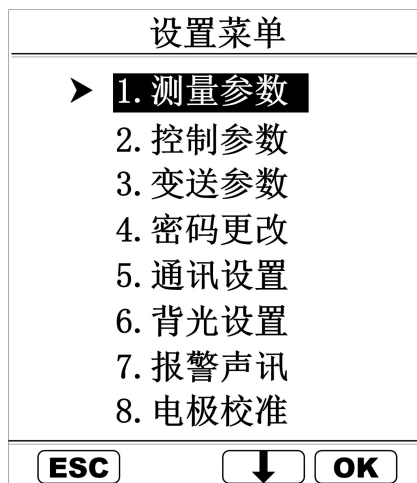 设置菜单
1.测量参数
2.控制参数
3.变送参数
4.密码更改
5.通讯设置
6.背光设置
7.报警声讯
8.电极校准
ESC OK